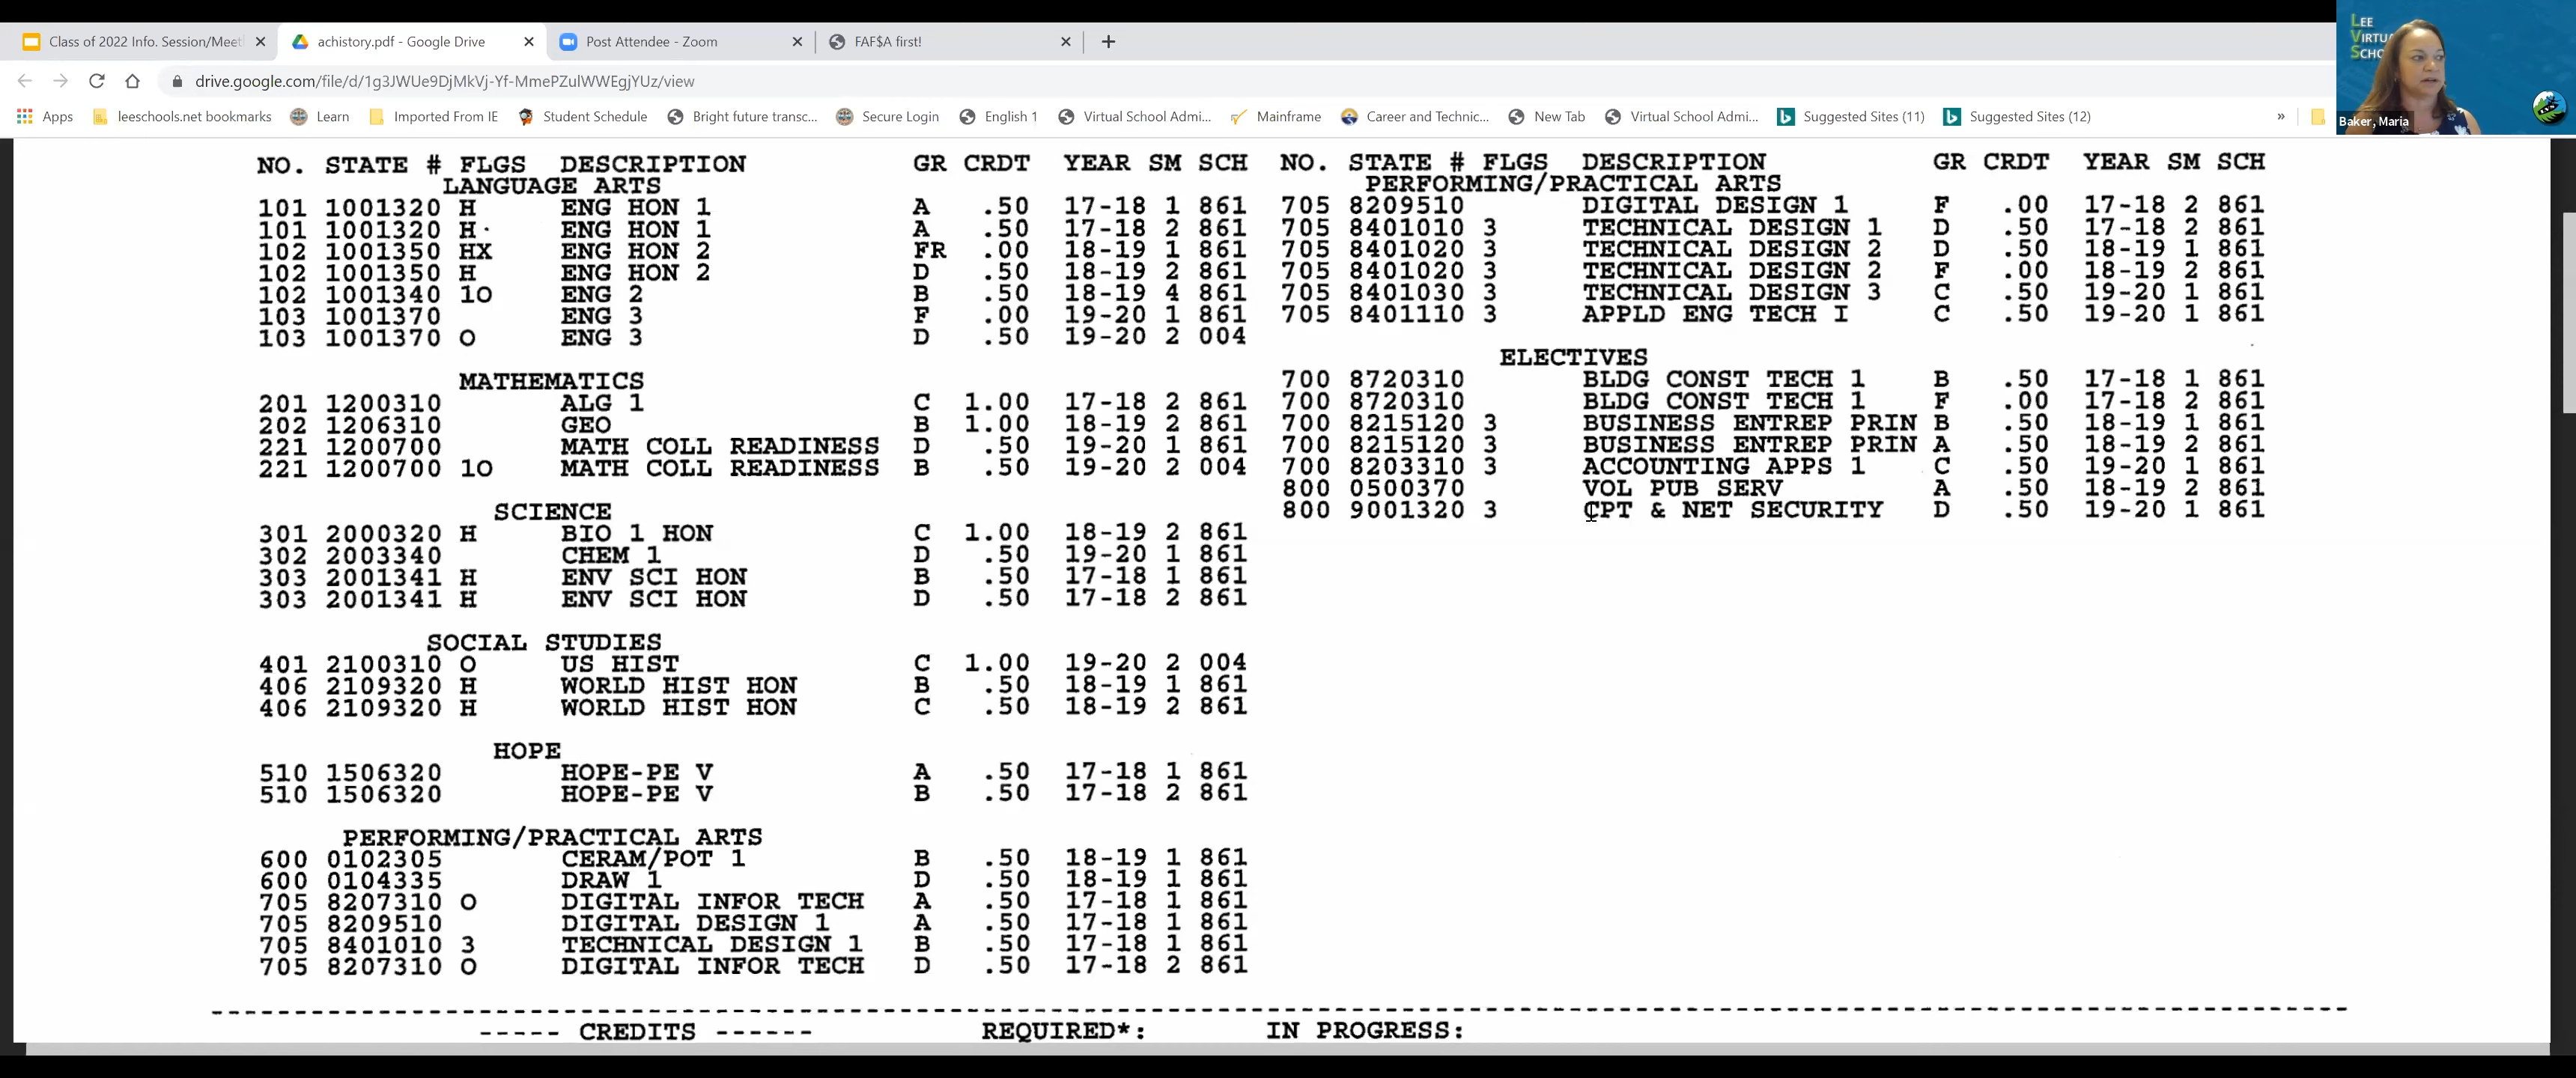 Class of 2022 Info. Session/Meeti
achistory.pdf - Google Drive
Post Attendee - Zoom
FAF$A first!
drive.google.com/file/d/1g3JWUe9DjMkVj-Yf-MmePZulWWEgjYUz/view
Apps leeschools.net bookmarks Learn Imported From IE Student Schedule Bright future transc... Secure Login English 1 Virtual School Admi... Mainframe Career and Technic... New Tab Virtual School Admi... Suggested Sites (11) Suggested Sites (12) »
LEE
VIRTUA
SCHO
Baker, Maria
NO. STATE # FLGS DESCRIPTION GR CRDT YEAR SM SCH
LANGUAGE ARTS
101 1001320 H ENG HON 1 A .50 17-18 1 861
101 1001320 H ENG HON 1 A .50 17-18 2 861
102 1001350 HX ENG HON 2 FR .00 18-19 1 861
102 1001350 H ENG HON 2 D .50 18-19 2 861
102 1001340 1O ENG 2 B .50 18-19 4 861
103 1001370 ENG 3 F .00 19-20 1 861
103 1001370 O ENG 3 D .50 19-20 2 004
MATHEMATICS
201 1200310 ALG 1 C 1.00 17-18 2 861
202 1206310 GEO B 1.00 18-19 2 861
221 1200700 MATH COLL READINESS D .50 19-20 1 861
221 1200700 1O MATH COLL READINESS B .50 19-20 2 004
SCIENCE
301 2000320 H BIO 1 HON C 1.00 18-19 2 861
302 2003340 CHEM 1 D .50 19-20 1 861
303 2001341 H ENV SCI HON B .50 17-18 1 861
303 2001341 H ENV SCI HON D .50 17-18 2 861
SOCIAL STUDIES
401 2100310 O US HIST C 1.00 19-20 2 004
406 2109320 H WORLD HIST HON B .50 18-19 1 861
406 2109320 H WORLD HIST HON C .50 18-19 2 861
HOPE
510 1506320 HOPE-PE V A .50 17-18 1 861
510 1506320 HOPE-PE V B .50 17-18 2 861
PERFORMING/PRACTICAL ARTS
600 0102305 CERAM/POT 1 B .50 18-19 1 861
600 0104335 DRAW 1 D .50 18-19 1 861
705 8207310 O DIGITAL INFOR TECH A .50 17-18 1 861
705 8209510 DIGITAL DESIGN 1 A .50 17-18 1 861
705 8401010 3 TECHNICAL DESIGN 1 B .50 17-18 1 861
705 8207310 O DIGITAL INFOR TECH D .50 17-18 2 861
NO. STATE # FLGS DESCRIPTION GR CRDT YEAR SM SCH
PERFORMING/PRACTICAL ARTS
705 8209510 DIGITAL DESIGN 1 F .00 17-18 2 861
705 8401010 3 TECHNICAL DESIGN 1 D .50 17-18 2 861
705 8401020 3 TECHNICAL DESIGN 2 D .50 18-19 1 861
705 8401020 3 TECHNICAL DESIGN 2 F .00 18-19 2 861
705 8401030 3 TECHNICAL DESIGN 3 C .50 19-20 1 861
705 8401110 3 APPLD ENG TECH I C .50 19-20 1 861
ELECTIVES
700 8720310 BLDG CONST TECH 1 B .50 17-18 1 861
700 8720310 BLDG CONST TECH 1 F .00 17-18 2 861
700 8215120 3 BUSINESS ENTREP PRIN B .50 18-19 1 861
700 8215120 3 BUSINESS ENTREP PRIN A .50 18-19 2 861
700 8203310 3 ACCOUNTING APPS 1 C .50 19-20 1 861
800 0500370 VOL PUB SERV A .50 18-19 2 861
800 9001320 3 CPT & NET SECURITY D .50 19-20 1 861
----- CREDITS ------ REQUIRED*: IN PROGRESS: